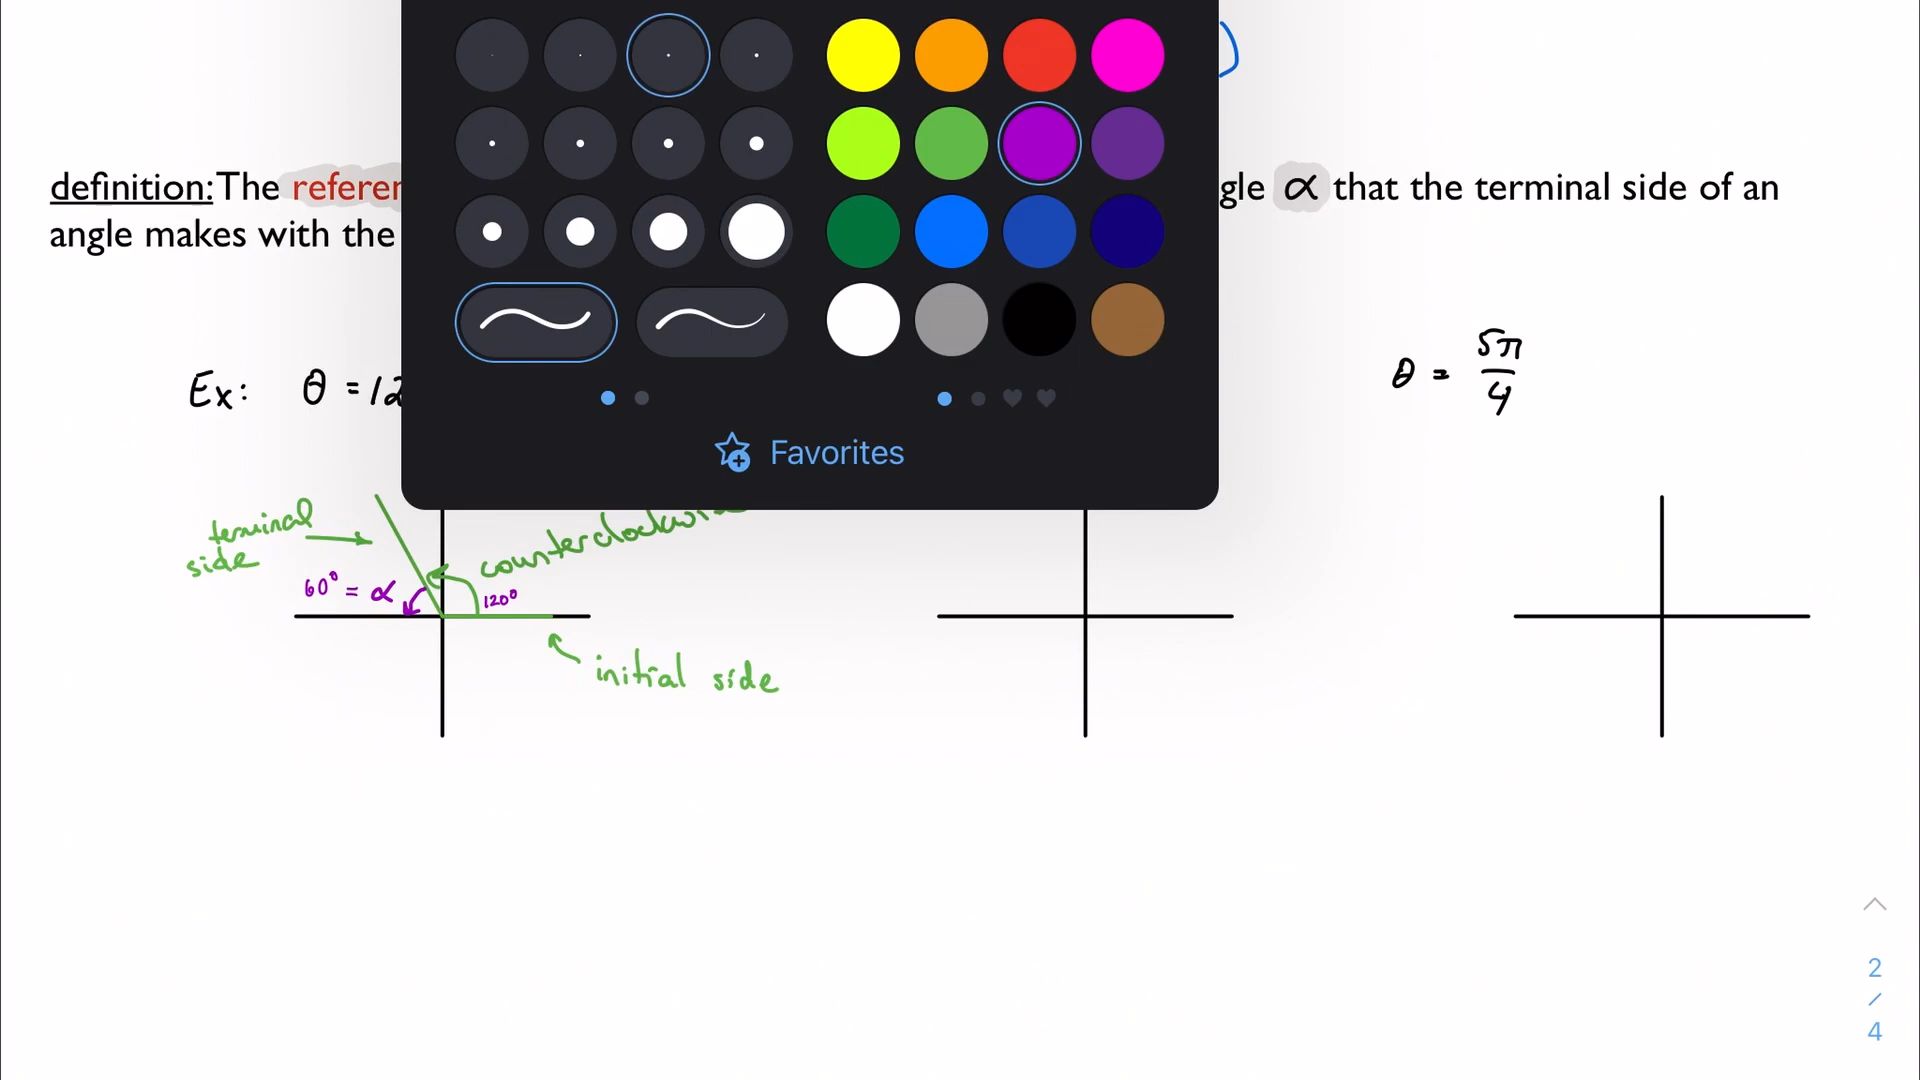 definition: The referen
gle α that the terminal side of an
angle makes with the
Ex: θ = 12
θ = 5π/4
Favorites
terminal
side
counterclockwi
60° = α
120°
initial side
2
/
4